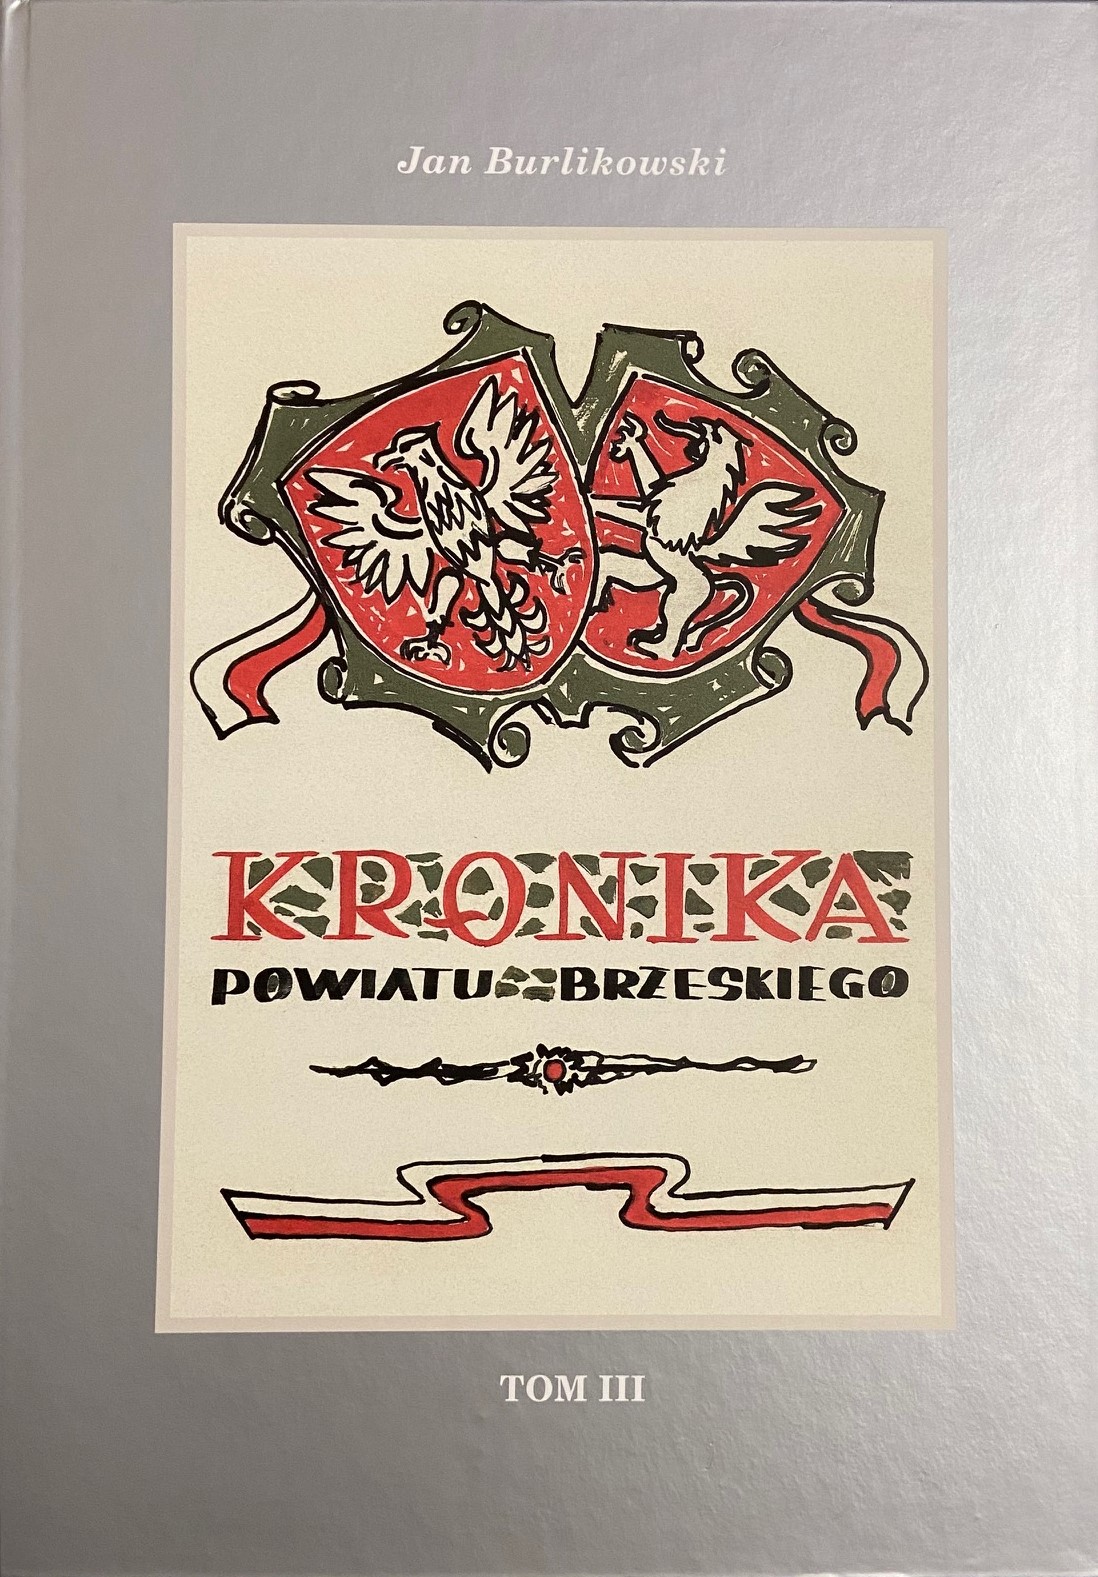 Jan Burlikowski
KRONIKA
POWIATU BRZESKIEGO
TOM III